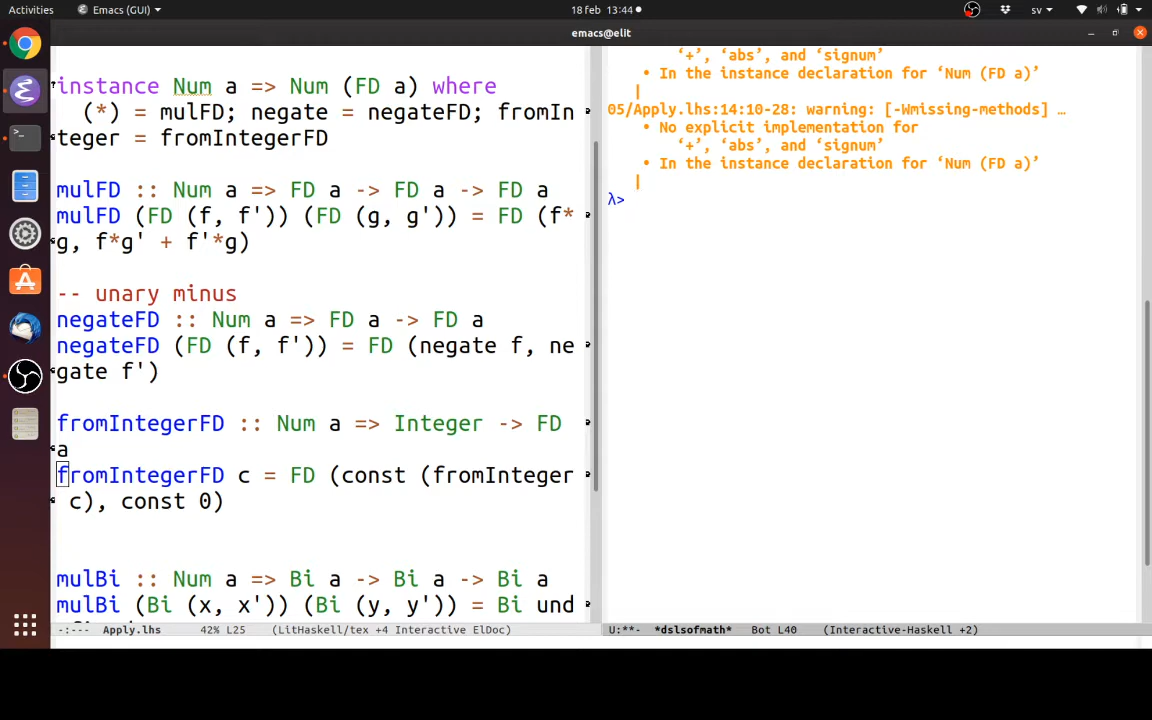 Activities Emacs (GUI) 18 feb 13:44 sv
emacs@elit
instance Num a => Num (FD a) where
(*) = mulFD; negate = negateFD; fromIn
teger = fromIntegerFD
mulFD :: Num a => FD a -> FD a -> FD a
mulFD (FD (f, f')) (FD (g, g')) = FD (f*
g, f*g' + f'*g)
-- unary minus
negateFD :: Num a => FD a -> FD a
negateFD (FD (f, f')) = FD (negate f, ne
gate f')
fromIntegerFD :: Num a => Integer -> FD
a
fromIntegerFD c = FD (const (fromInteger
c), const 0)
mulBi :: Num a => Bi a -> Bi a -> Bi a
mulBi (Bi (x, x')) (Bi (y, y')) = Bi und
-:--- Apply.lhs 42% L25 (LitHaskell/tex +4 Interactive ElDoc)
‘+’, ‘abs’, and ‘signum’
• In the instance declaration for ‘Num (FD a)’
|
05/Apply.lhs:14:10-28: warning: [-Wmissing-methods] …
• No explicit implementation for
‘+’, ‘abs’, and ‘signum’
• In the instance declaration for ‘Num (FD a)’
|
λ>
U:**- *dslsofmath* Bot L40 (Interactive-Haskell +2)